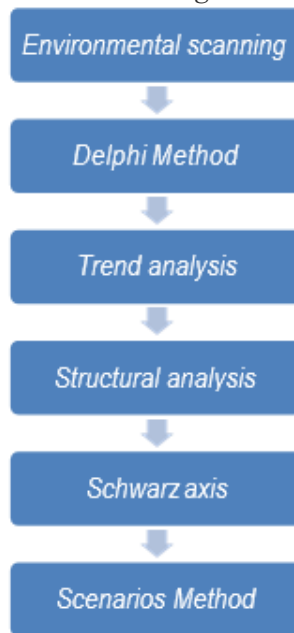 Environmental scanning
Delphi Method
Trend analysis
Structural analysis
Schwarz axis
Scenarios Method